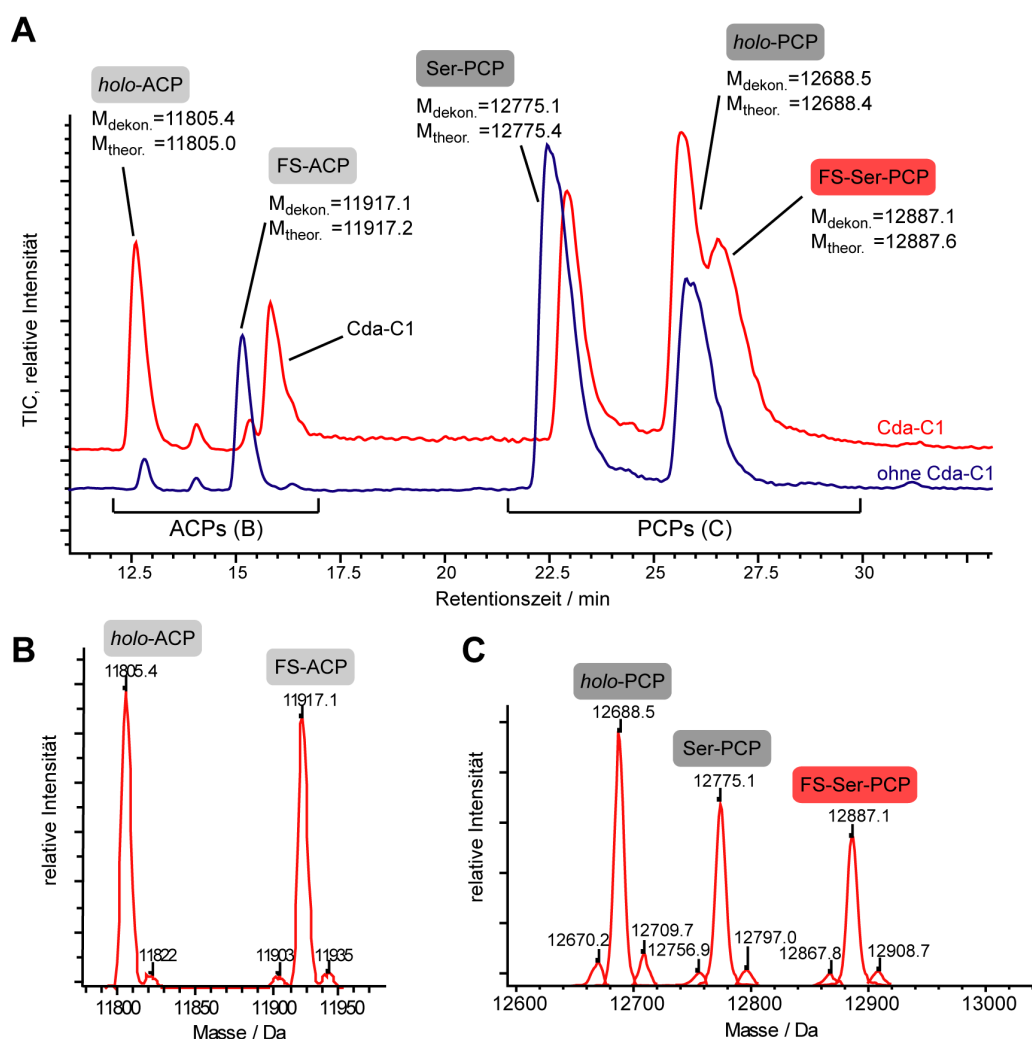 A
holo-ACP
Mdekon.=11805.4
Mtheor. =11805.0
FS-ACP
Mdekon.=11917.1
Mtheor. =11917.2
Ser-PCP
Mdekon.=12775.1
Mtheor. =12775.4
holo-PCP
Mdekon.=12688.5
Mtheor. =12688.4
FS-Ser-PCP
Mdekon.=12887.1
Mtheor. =12887.6
Cda-C1
Cda-C1
ohne Cda-C1
TIC, relative Intensität
ACPs (B)
PCPs (C)
12.5 15 17.5 20 22.5 25 27.5 30
Retentionszeit / min
B
holo-ACP
11805.4
FS-ACP
11917.1
11822
11903
11935
relative Intensität
11800 11850 11900 11950
Masse / Da
C
holo-PCP
12688.5
Ser-PCP
12775.1
FS-Ser-PCP
12887.1
12670.2
12709.7
12756.9
12797.0
12867.8
12908.7
relative Intensität
12600 12700 12800 12900 13000
Masse / Da